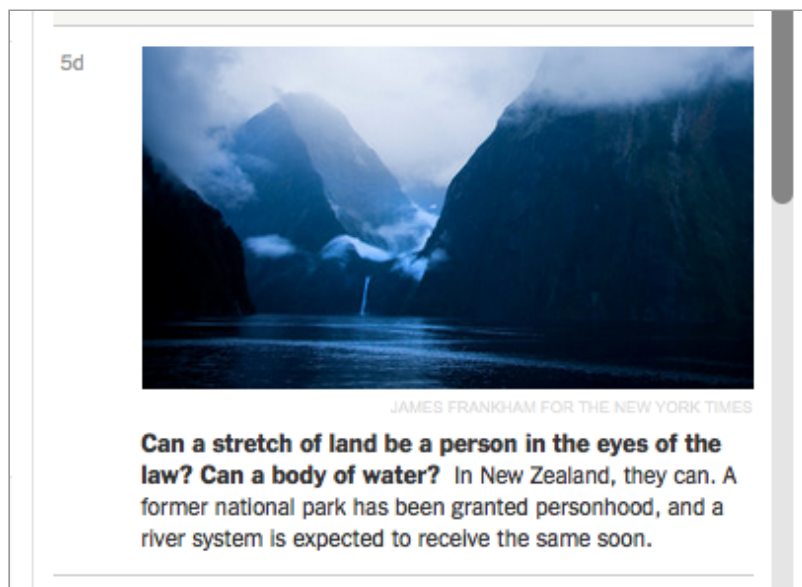 5d
JAMES FRANKHAM FOR THE NEW YORK TIMES
Can a stretch of land be a person in the eyes of the
law? Can a body of water? In New Zealand, they can. A
former national park has been granted personhood, and a
river system is expected to receive the same soon.